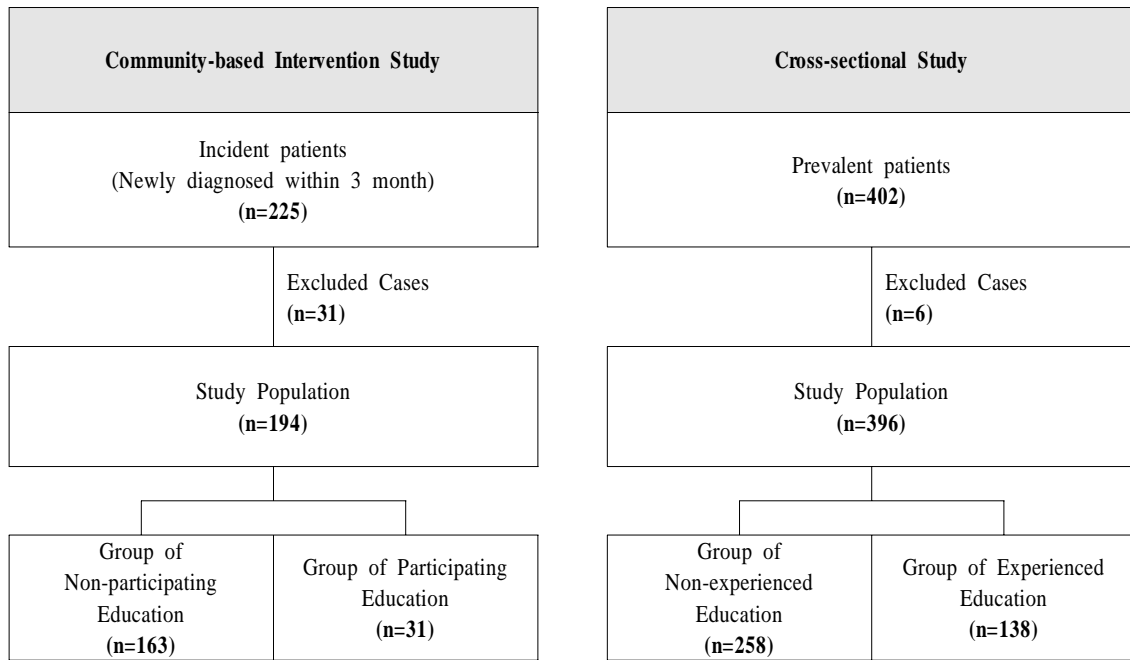 Community-based Intervention Study
Incident patients
(Newly diagnosed within 3 month)
(n=225)
Excluded Cases
(n=31)
Study Population
(n=194)
Group of
Non-participating
Education
(n=163)
Group of Participating
Education
(n=31)
Cross-sectional Study
Prevalent patients
(n=402)
Excluded Cases
(n=6)
Study Population
(n=396)
Group of
Non-experienced
Education
(n=258)
Group of Experienced
Education
(n=138)